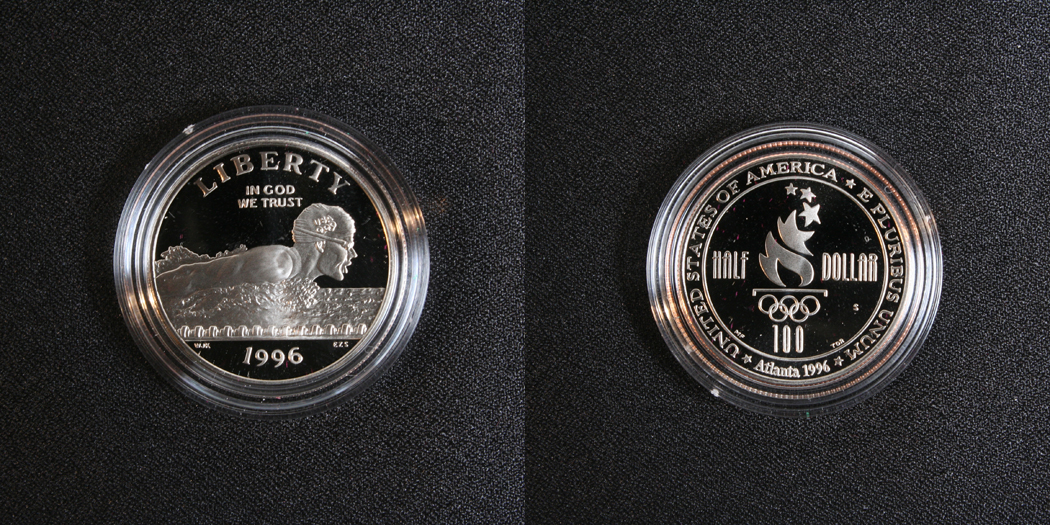 LIBERTY
IN GOD
WE TRUST
1996
UNITED STATES OF AMERICA ★ E PLURIBUS UNUM ★
HALF DOLLAR
S
100
Atlanta 1996 ★